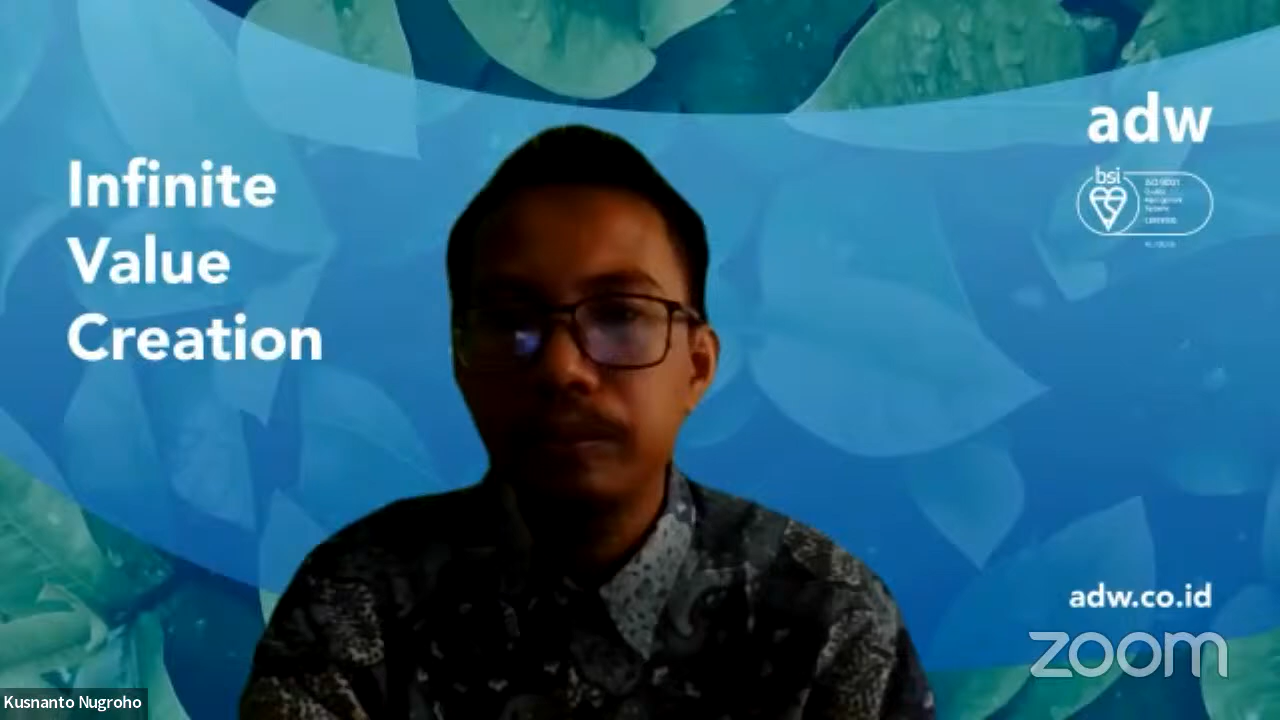 Infinite
Value
Creation
adw
bsi
adw.co.id
zoom
Kusnanto Nugroho